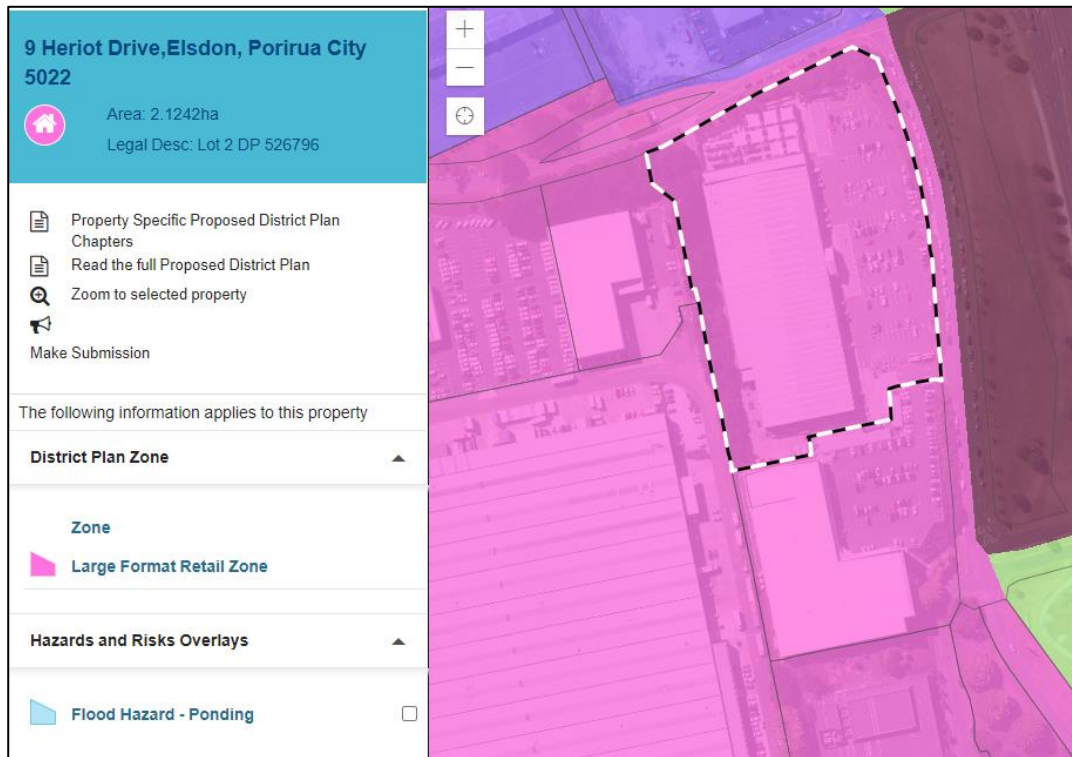 9 Heriot Drive,Elsdon, Porirua City
5022
Area: 2.1242ha
Legal Desc: Lot 2 DP 526796
Property Specific Proposed District Plan
Chapters
Read the full Proposed District Plan
Zoom to selected property
Make Submission
The following information applies to this property
District Plan Zone
Zone
Large Format Retail Zone
Hazards and Risks Overlays
Flood Hazard - Ponding
+
−